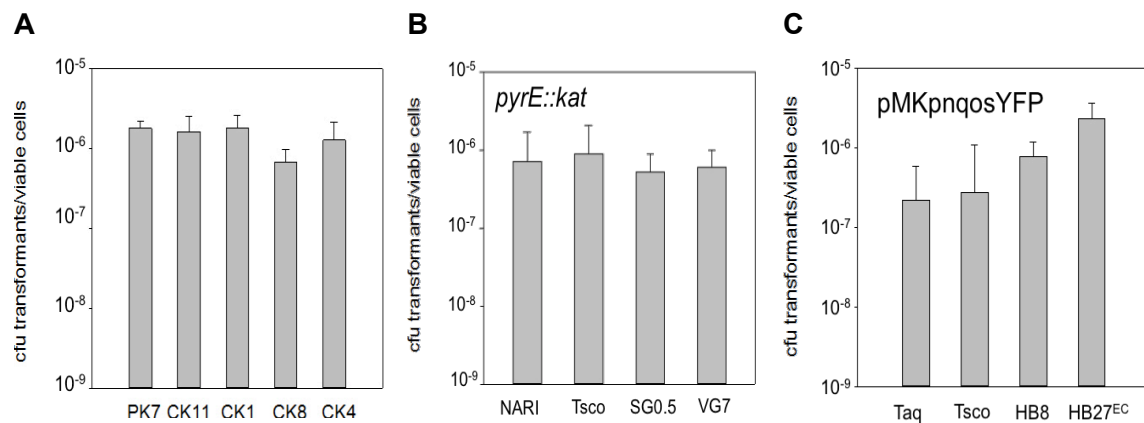 A
cfu transformants/viable cells
10⁻⁵
10⁻⁶
10⁻⁷
10⁻⁸
10⁻⁹
PK7 CK11 CK1 CK8 CK4
B
cfu transformants/viable cells
10⁻⁵
10⁻⁶
10⁻⁷
10⁻⁸
10⁻⁹
pyrE::kat
NARI Tsco SG0.5 VG7
C
cfu transformants/viable cells
10⁻⁵
10⁻⁶
10⁻⁷
10⁻⁸
10⁻⁹
pMKpnqosYFP
Taq Tsco HB8 HB27ᴱᶜ